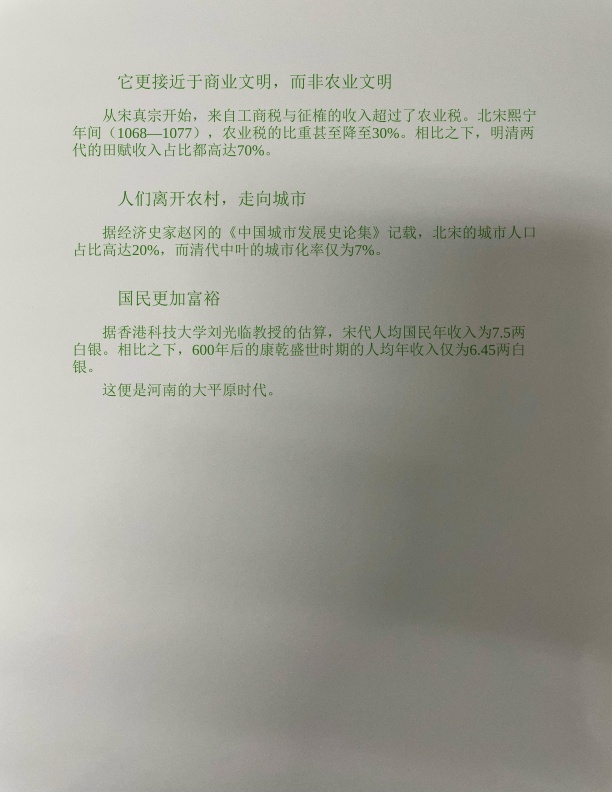 它更接近于商业文明，而非农业文明
从宋真宗开始，来自工商税与征榷的收入超过了农业税。北宋熙宁
年间（1068—1077），农业税的比重甚至降至30%。相比之下，明清两
代的田赋收入占比都高达70%。
人们离开农村，走向城市
据经济史家赵冈的《中国城市发展史论集》记载，北宋的城市人口
占比高达20%，而清代中叶的城市化率仅为7%。
国民更加富裕
据香港科技大学刘光临教授的估算，宋代人均国民年收入为7.5两
白银。相比之下，600年后的康乾盛世时期的人均年收入仅为6.45两白
银。
这便是河南的大平原时代。